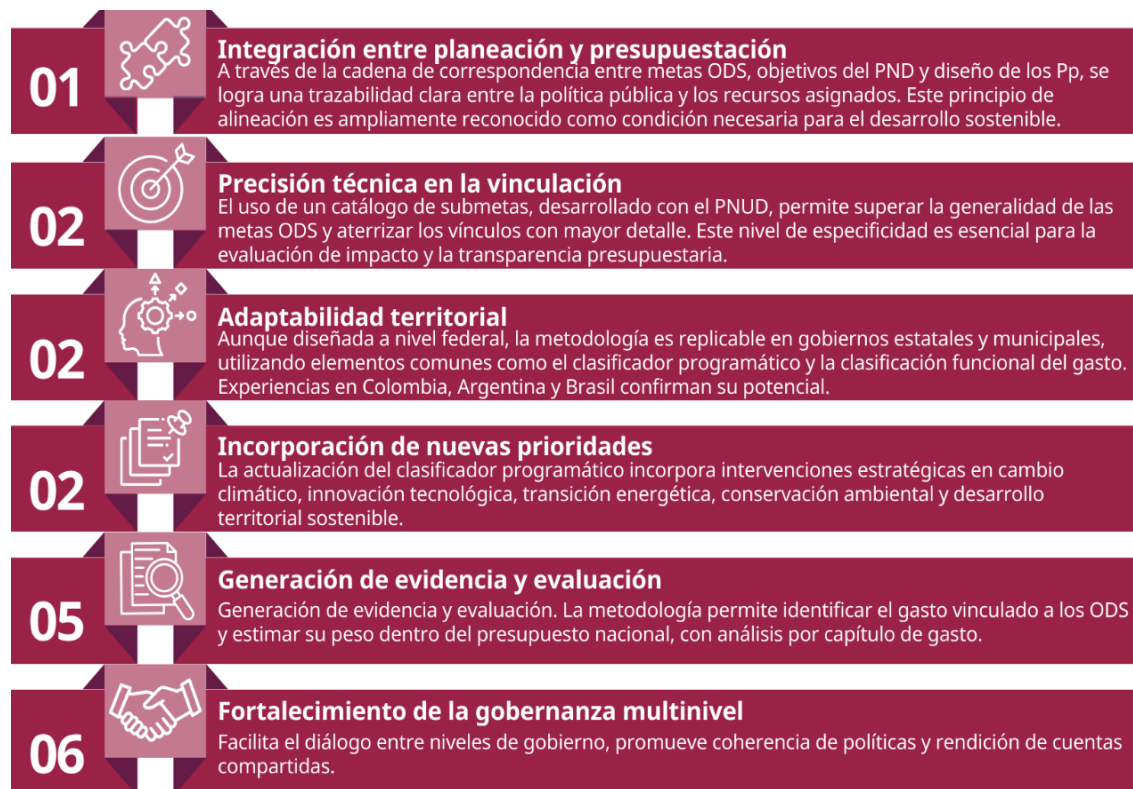 01
Integración entre planeación y presupuestación
A través de la cadena de correspondencia entre metas ODS, objetivos del PND y diseño de los Pp, se
logra una trazabilidad clara entre la política pública y los recursos asignados. Este principio de
alineación es ampliamente reconocido como condición necesaria para el desarrollo sostenible.
02
Precisión técnica en la vinculación
El uso de un catálogo de submetas, desarrollado con el PNUD, permite superar la generalidad de las
metas ODS y aterrizar los vínculos con mayor detalle. Este nivel de especificidad es esencial para la
evaluación de impacto y la transparencia presupuestaria.
02
Adaptabilidad territorial
Aunque diseñada a nivel federal, la metodología es replicable en gobiernos estatales y municipales,
utilizando elementos comunes como el clasificador programático y la clasificación funcional del gasto.
Experiencias en Colombia, Argentina y Brasil confirman su potencial.
02
Incorporación de nuevas prioridades
La actualización del clasificador programático incorpora intervenciones estratégicas en cambio
climático, innovación tecnológica, transición energética, conservación ambiental y desarrollo
territorial sostenible.
05
Generación de evidencia y evaluación
Generación de evidencia y evaluación. La metodología permite identificar el gasto vinculado a los ODS
y estimar su peso dentro del presupuesto nacional, con análisis por capítulo de gasto.
06
Fortalecimiento de la gobernanza multinivel
Facilita el diálogo entre niveles de gobierno, promueve coherencia de políticas y rendición de cuentas
compartidas.